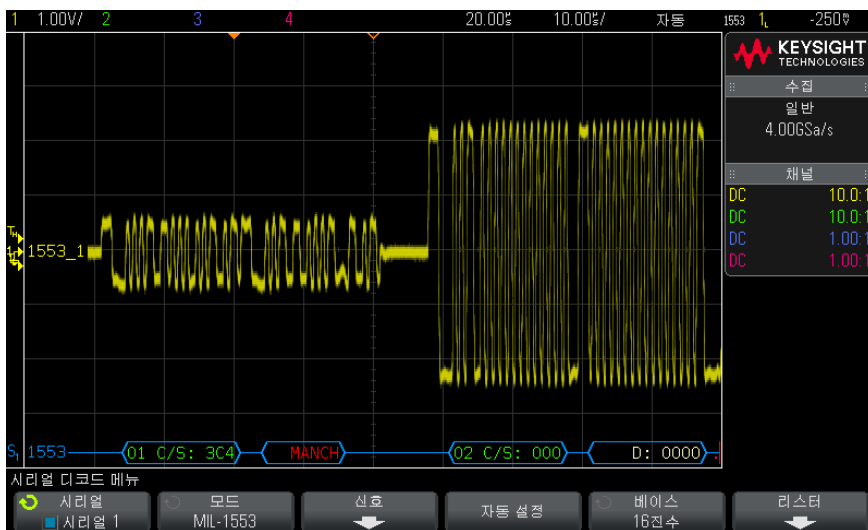 1 1.00V/ 2 3 4 20.00µs 10.00µs/ 자동 1553 1 -250mV
KEYSIGHT
TECHNOLOGIES
수집
일반
4.00GSa/s
채널
DC 10.0:1
DC 10.0:1
DC 1.00:1
DC 1.00:1
1553_1
S1 1553 01 C/S: 3C4 MANCH 02 C/S: 000 D: 0000
시리얼 디코드 메뉴
시리얼 모드 신호 자동 설정 베이스 리스터
시리얼 1 MIL-1553 16진수